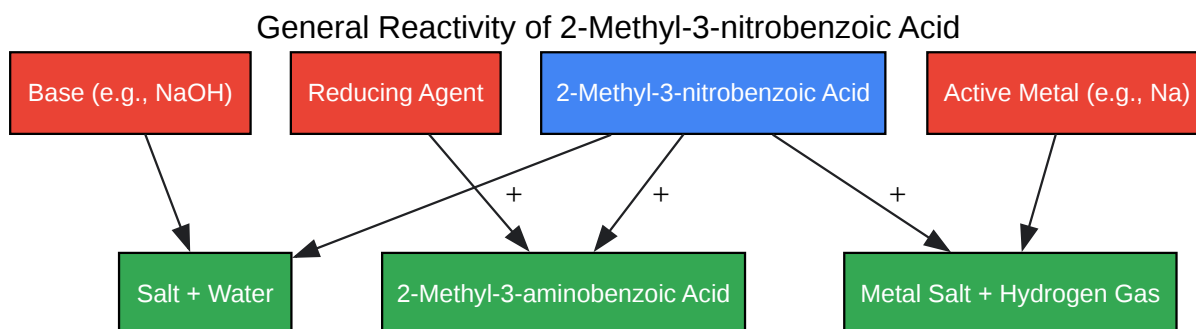 General Reactivity of 2-Methyl-3-nitrobenzoic Acid
Base (e.g., NaOH)
Reducing Agent
2-Methyl-3-nitrobenzoic Acid
Active Metal (e.g., Na)
+
+
+
Salt + Water
2-Methyl-3-aminobenzoic Acid
Metal Salt + Hydrogen Gas